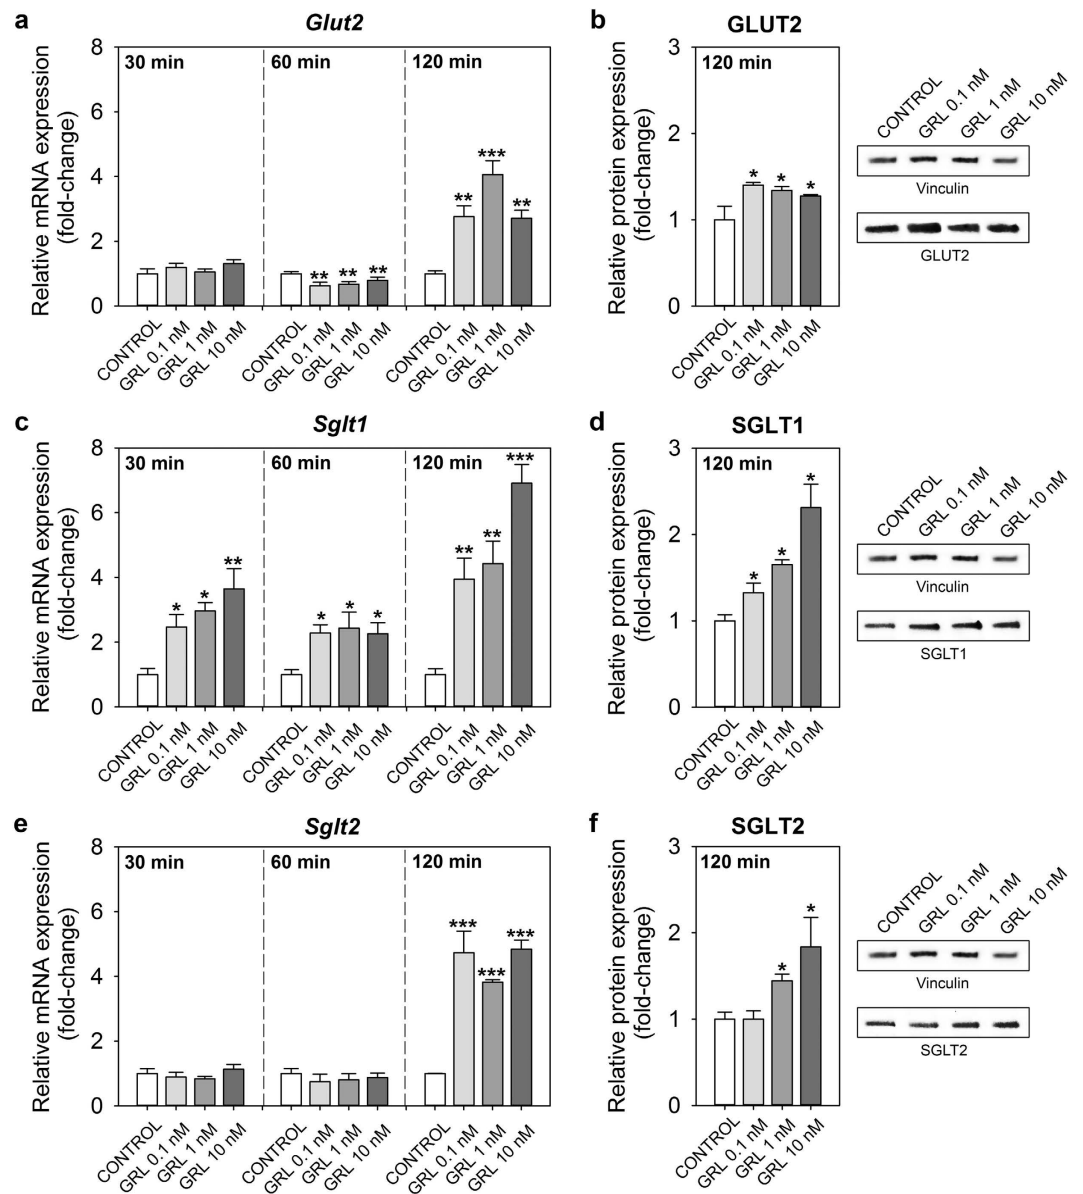 a
Glut2
Relative mRNA expression
(fold-change)
8
6
4
2
0
30 min
60 min
120 min
** ** **
** *** **
CONTROL
GRL 0.1 nM
GRL 1 nM
GRL 10 nM
CONTROL
GRL 0.1 nM
GRL 1 nM
GRL 10 nM
CONTROL
GRL 0.1 nM
GRL 1 nM
GRL 10 nM
b
GLUT2
Relative protein expression
(fold-change)
3
2
1
0
120 min
* * *
CONTROL
GRL 0.1 nM
GRL 1 nM
GRL 10 nM
CONTROL
GRL 0.1 nM
GRL 1 nM
GRL 10 nM
Vinculin
GLUT2
c
Sglt1
Relative mRNA expression
(fold-change)
8
6
4
2
0
30 min
60 min
120 min
* * **
* * *
** ** ***
CONTROL
GRL 0.1 nM
GRL 1 nM
GRL 10 nM
CONTROL
GRL 0.1 nM
GRL 1 nM
GRL 10 nM
CONTROL
GRL 0.1 nM
GRL 1 nM
GRL 10 nM
d
SGLT1
Relative protein expression
(fold-change)
3
2
1
0
120 min
* * *
CONTROL
GRL 0.1 nM
GRL 1 nM
GRL 10 nM
CONTROL
GRL 0.1 nM
GRL 1 nM
GRL 10 nM
Vinculin
SGLT1
e
Sglt2
Relative mRNA expression
(fold-change)
8
6
4
2
0
30 min
60 min
120 min
*** *** ***
CONTROL
GRL 0.1 nM
GRL 1 nM
GRL 10 nM
CONTROL
GRL 0.1 nM
GRL 1 nM
GRL 10 nM
CONTROL
GRL 0.1 nM
GRL 1 nM
GRL 10 nM
f
SGLT2
Relative protein expression
(fold-change)
3
2
1
0
120 min
* *
CONTROL
GRL 0.1 nM
GRL 1 nM
GRL 10 nM
CONTROL
GRL 0.1 nM
GRL 1 nM
GRL 10 nM
Vinculin
SGLT2